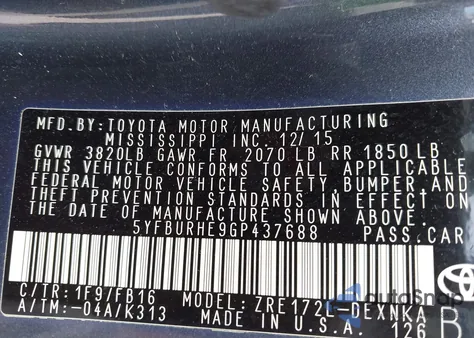 MFD.BY:TOYOTA MOTOR MANUFACTURING
MISSISSIPPI INC. 12/15
GVWR 3820LB GAWR FR 2070 LB RR 1850 LB
THIS VEHICLE CONFORMS TO ALL APPLICABLE
FEDERAL MOTOR VEHICLE SAFETY, BUMPER,AND
THEFT PREVENTION STANDARDS IN EFFECT ON
THE DATE OF MANUFACTURE SHOWN ABOVE.
5YFBURHE9GP437688 PASS.CAR
C/TR:1F9/FB16 MODEL: ZRE172L-DEXNKA
A/TM:-04A/K313 126 B
TOYOTA
AutoSnap